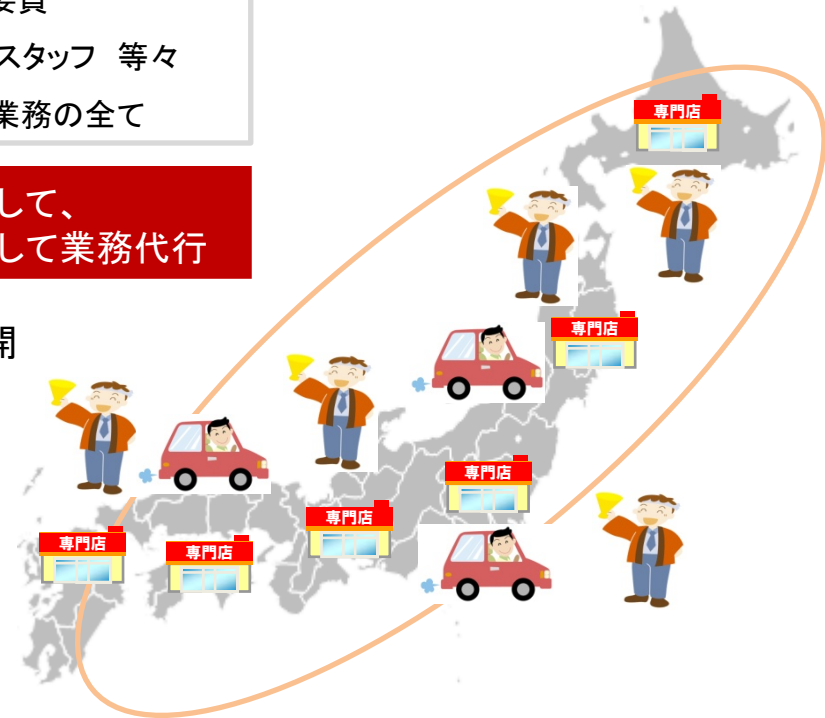 要員
スタッフ 等々
業務の全て
して、
して業務代行
開
専門店
専門店
専門店
専門店
専門店
専門店